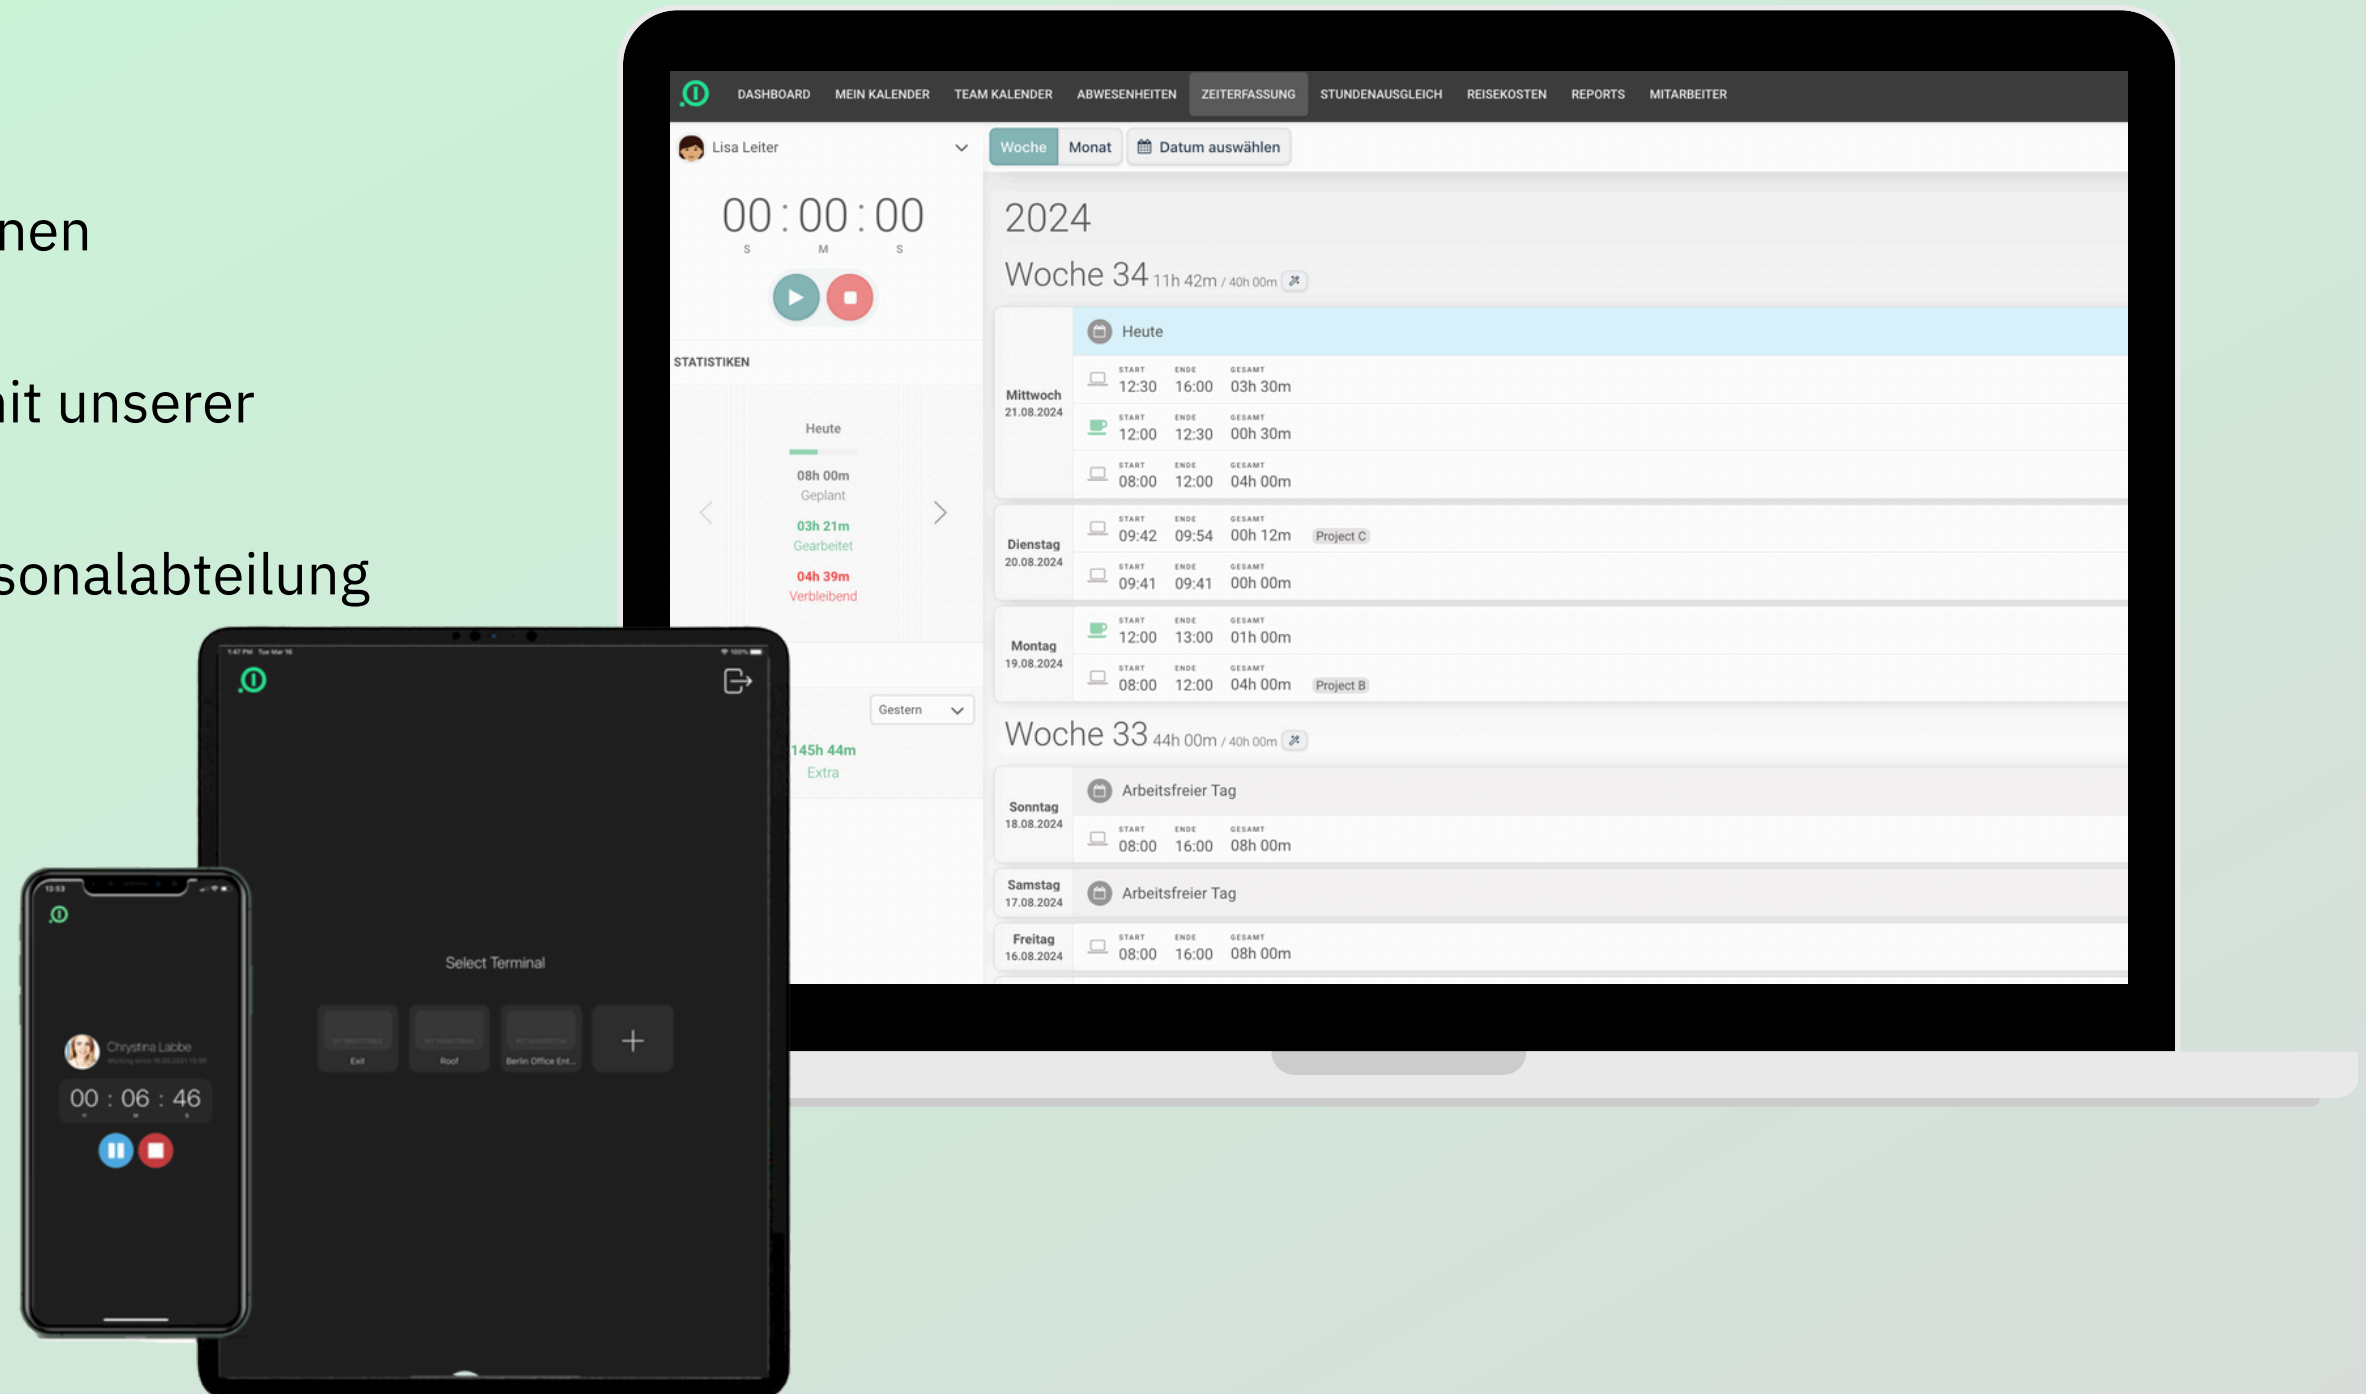 nen
it unserer
sonalabteilung
DASHBOARD MEIN KALENDER TEAM KALENDER ABWESENHEITEN ZEITERFASSUNG STUNDENAUSGLEICH REISEKOSTEN REPORTS MITARBEITER
Lisa Leiter
Woche Monat Datum auswählen
00 : 00 : 00
S M S
STATISTIKEN
Heute
08h 00m
Geplant
03h 21m
Gearbeitet
04h 39m
Verbleibend
Gestern
145h 44m
Extra
2024
Woche 34 11h 42m / 40h 00m
Mittwoch
21.08.2024
Heute
START ENDE GESAMT
12:30 16:00 03h 30m
START ENDE GESAMT
12:00 12:30 00h 30m
START ENDE GESAMT
08:00 12:00 04h 00m
Dienstag
20.08.2024
START ENDE GESAMT
09:42 09:54 00h 12m Project C
START ENDE GESAMT
09:41 09:41 00h 00m
Montag
19.08.2024
START ENDE GESAMT
12:00 13:00 01h 00m
START ENDE GESAMT
08:00 12:00 04h 00m Project B
Woche 33 44h 00m / 40h 00m
Sonntag
18.08.2024
Arbeitsfreier Tag
START ENDE GESAMT
08:00 16:00 08h 00m
Samstag
17.08.2024
Arbeitsfreier Tag
Freitag
16.08.2024
START ENDE GESAMT
08:00 16:00 08h 00m
1:47 PM Tue Mar 16 100%
Select Terminal
Exit Roof Berlin Office Ent...
13:53
Chrystina Labbe
00 : 06 : 46
H M S